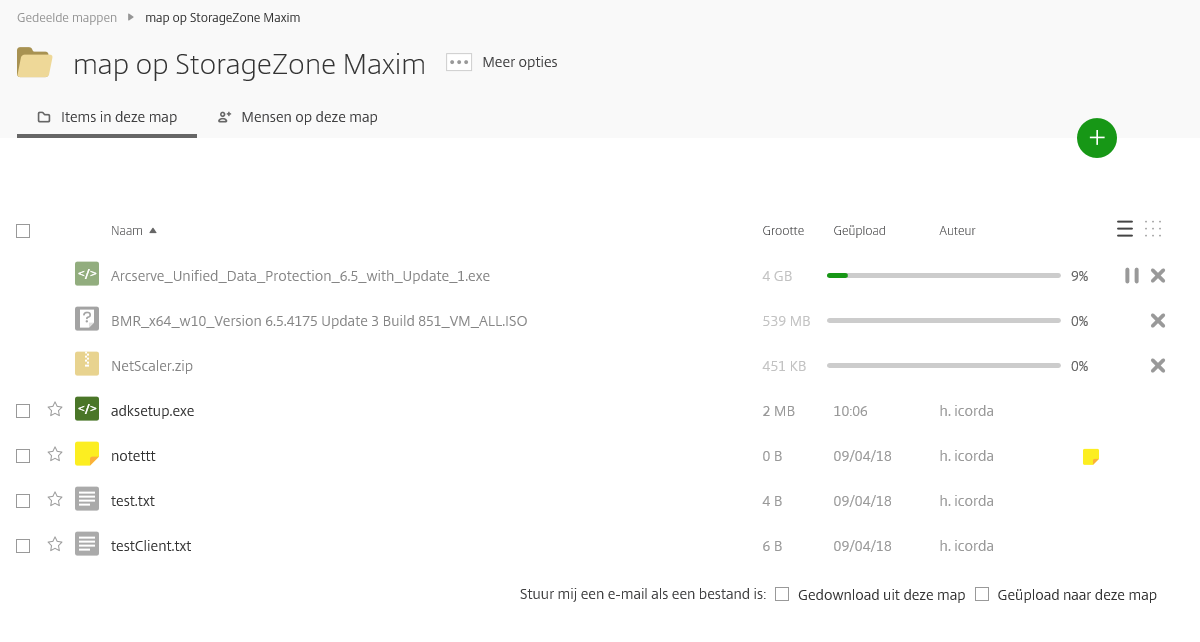 Gedeelde mappen map op StorageZone Maxim
map op StorageZone Maxim Meer opties
Items in deze map Mensen op deze map
Naam Grootte Geüpload Auteur
Arcserve_Unified_Data_Protection_6.5_with_Update_1.exe 4 GB 9%
BMR_x64_w10_Version 6.5.4175 Update 3 Build 851_VM_ALL.ISO 539 MB 0%
NetScaler.zip 451 KB 0%
adksetup.exe 2 MB 10:06 h. icorda
notettt 0 B 09/04/18 h. icorda
test.txt 4 B 09/04/18 h. icorda
testClient.txt 6 B 09/04/18 h. icorda
Stuur mij een e-mail als een bestand is: Gedownload uit deze map Geüpload naar deze map